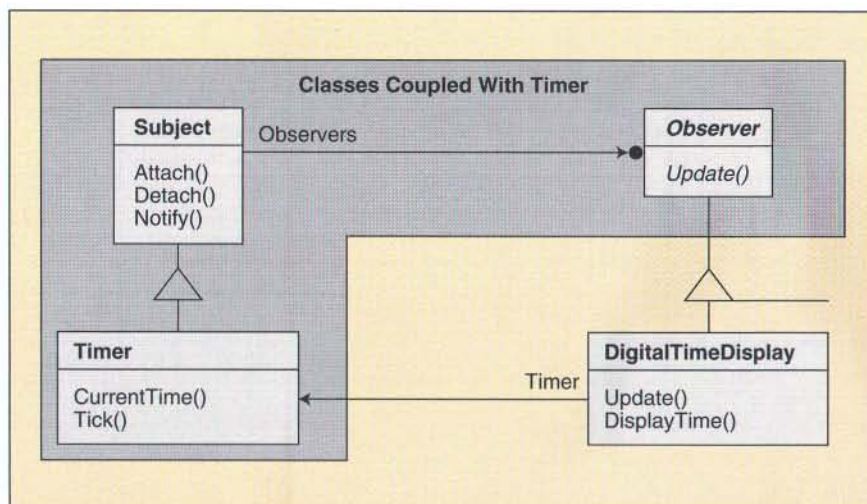 Classes Coupled With Timer
Subject
Attach()
Detach()
Notify()
Observers
Observer
Update()
Timer
CurrentTime()
Tick()
Timer
DigitalTimeDisplay
Update()
DisplayTime()